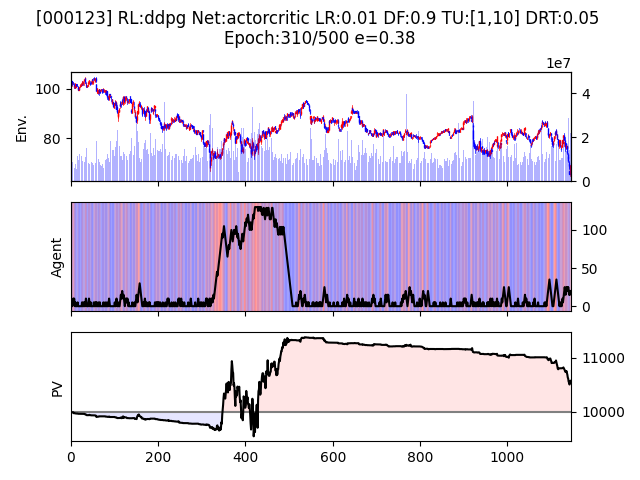 [000123] RL:ddpg Net:actorcritic LR:0.01 DF:0.9 TU:[1,10] DRT:0.05
Epoch:310/500 e=0.38
1e7
Env.
100
80
4
2
0
Agent
100
50
0
PV
11000
10000
0 200 400 600 800 1000